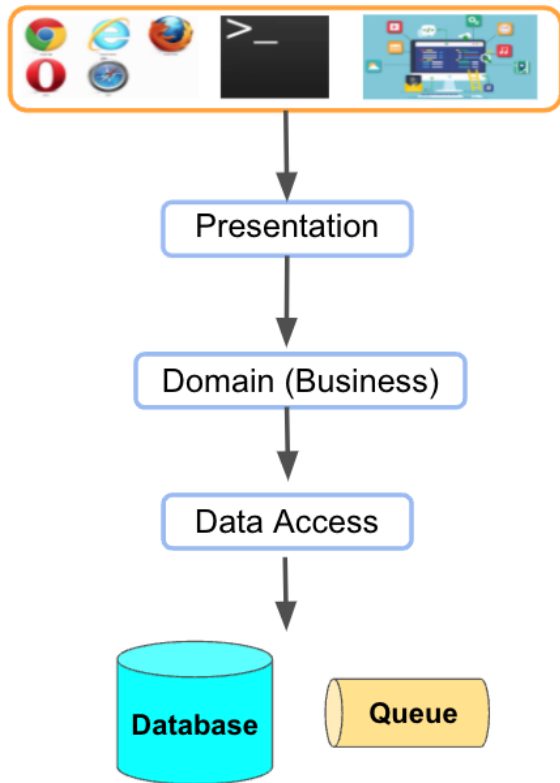 >_
Presentation
Domain (Business)
Data Access
Database
Queue